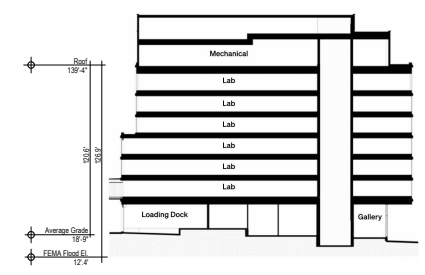 Mechanical
Roof
139'-4"
Lab
Lab
Lab
Lab
120.6'
126.9'
Lab
Lab
Loading Dock
Gallery
Average Grade
18'-9"
FEMA Flood El.
12'.4'